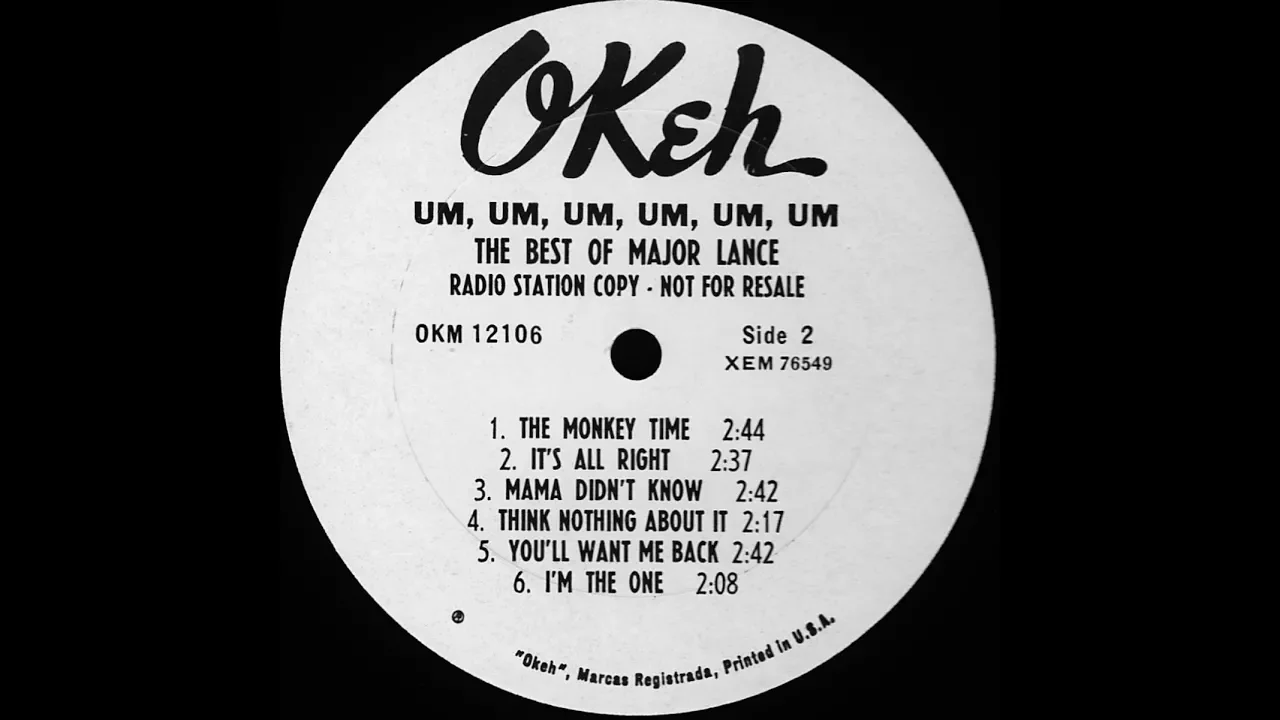 OKeh
UM, UM, UM, UM, UM, UM
THE BEST OF MAJOR LANCE
RADIO STATION COPY - NOT FOR RESALE
OKM 12106
Side 2
XEM 76549
1. THE MONKEY TIME 2:44
2. IT'S ALL RIGHT 2:37
3. MAMA DIDN'T KNOW 2:42
4. THINK NOTHING ABOUT IT 2:17
5. YOU'LL WANT ME BACK 2:42
6. I'M THE ONE 2:08
"Okeh", Marcas Registrada, Printed in U.S.A.